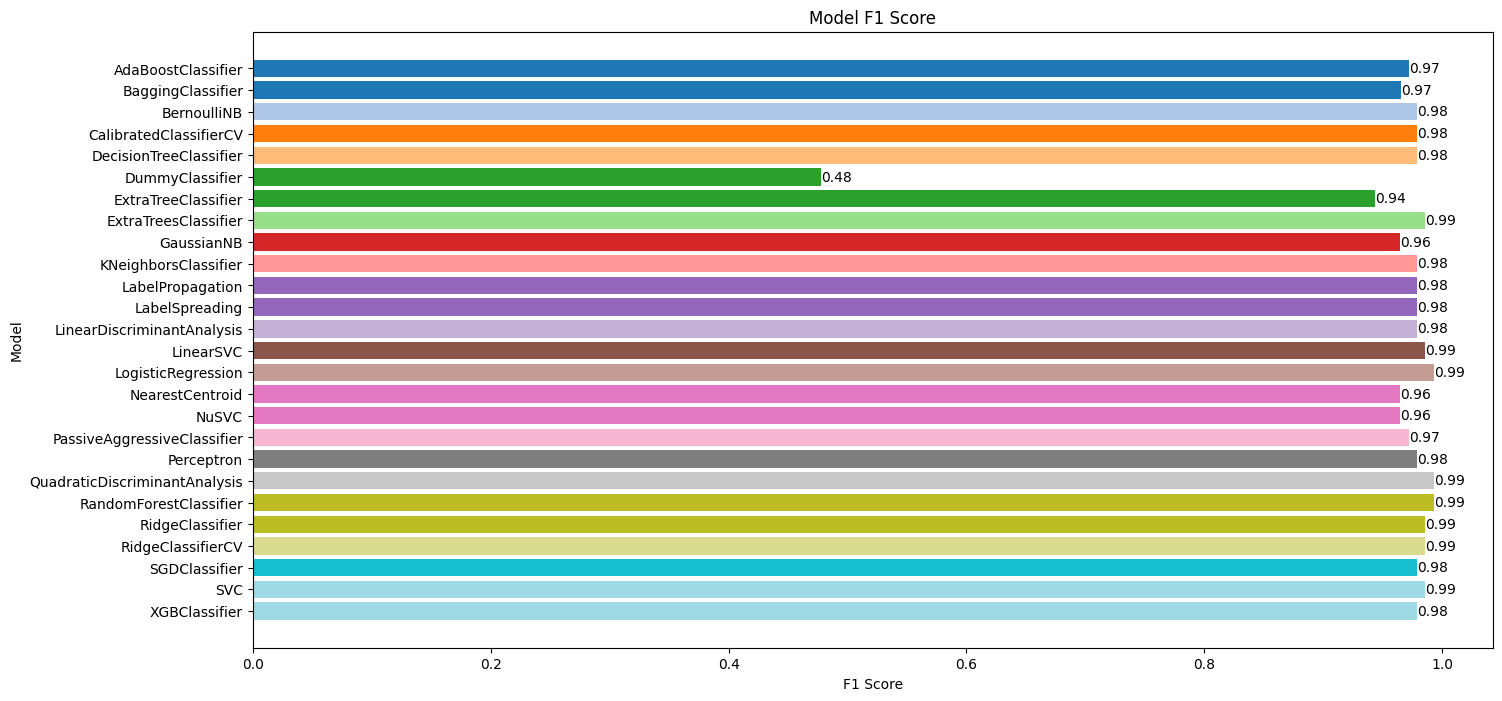 Model F1 Score
AdaBoostClassifier 0.97
BaggingClassifier 0.97
BernoulliNB 0.98
CalibratedClassifierCV 0.98
DecisionTreeClassifier 0.98
DummyClassifier 0.48
ExtraTreeClassifier 0.94
ExtraTreesClassifier 0.99
GaussianNB 0.96
KNeighborsClassifier 0.98
LabelPropagation 0.98
LabelSpreading 0.98
LinearDiscriminantAnalysis 0.98
LinearSVC 0.99
LogisticRegression 0.99
NearestCentroid 0.96
NuSVC 0.96
PassiveAggressiveClassifier 0.97
Perceptron 0.98
QuadraticDiscriminantAnalysis 0.99
RandomForestClassifier 0.99
RidgeClassifier 0.99
RidgeClassifierCV 0.99
SGDClassifier 0.98
SVC 0.99
XGBClassifier 0.98
Model
0.0 0.2 0.4 0.6 0.8 1.0
F1 Score